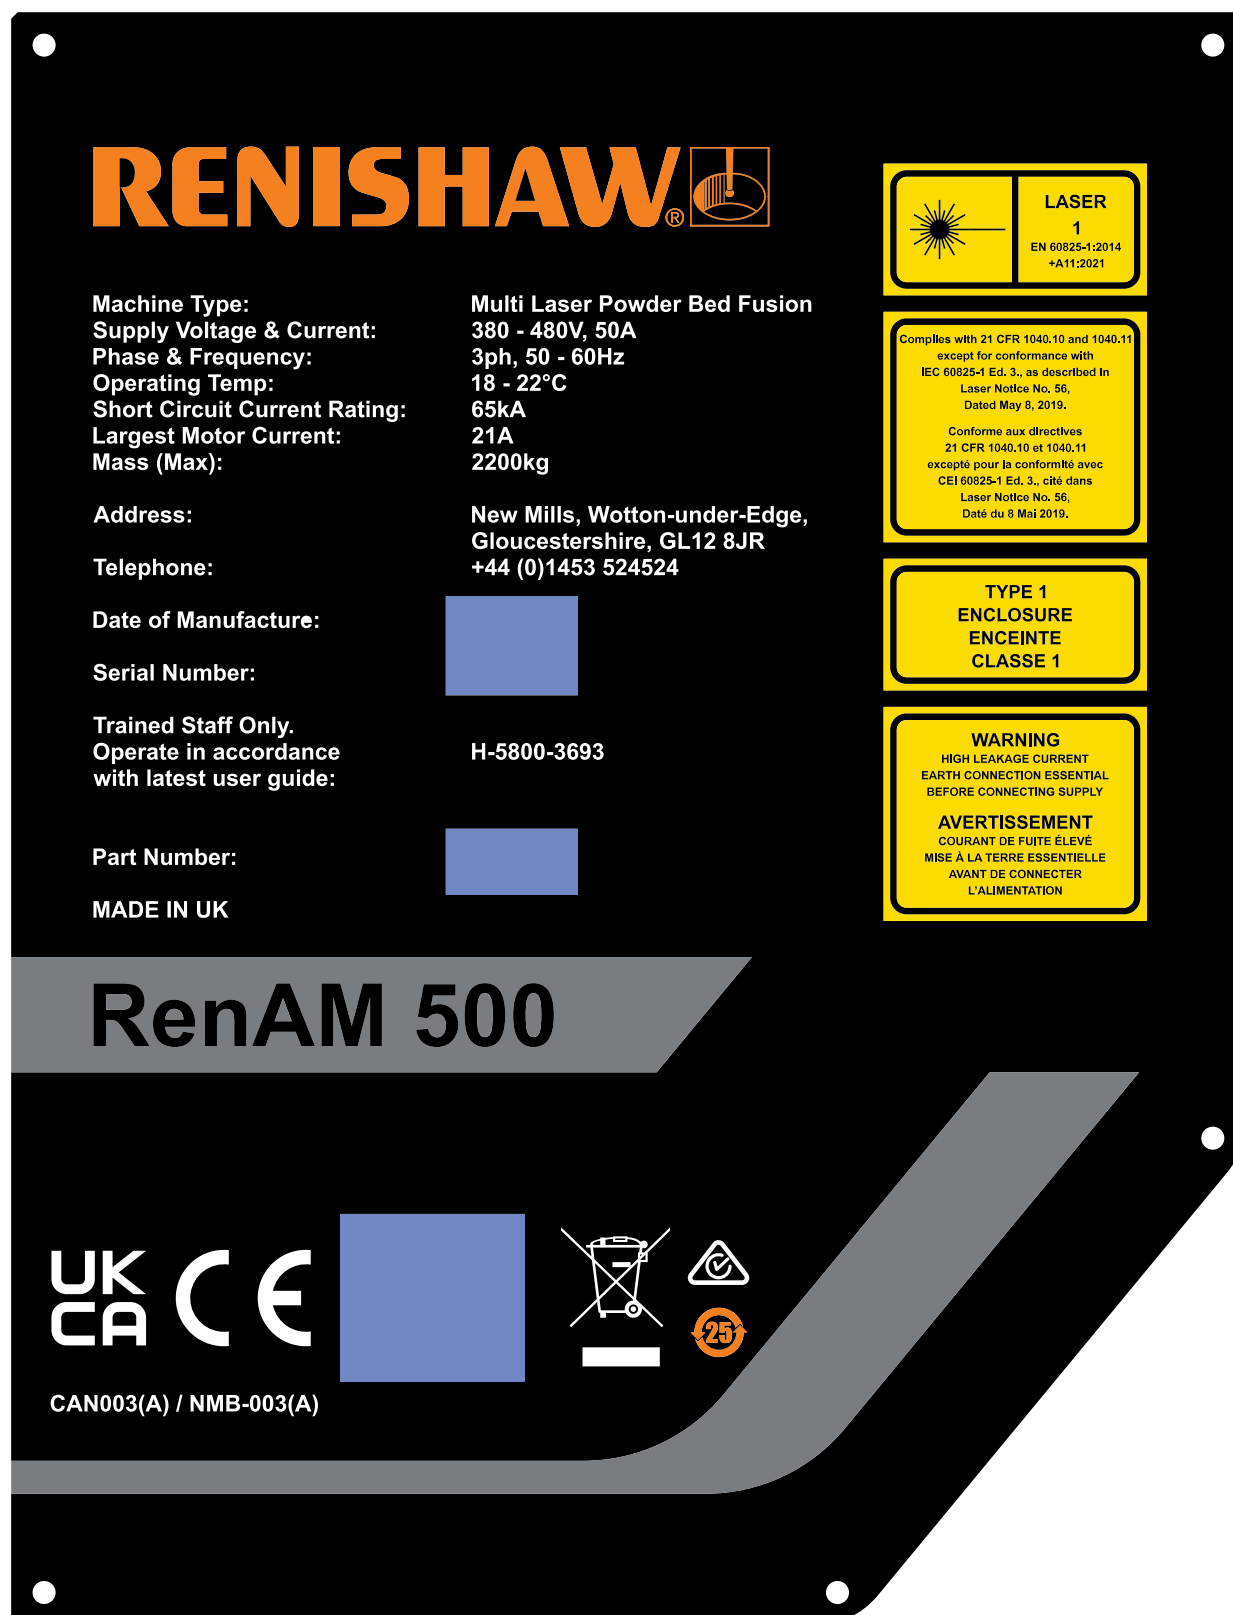 RENISHAW®
Machine Type: Multi Laser Powder Bed Fusion
Supply Voltage & Current: 380 - 480V, 50A
Phase & Frequency: 3ph, 50 - 60Hz
Operating Temp: 18 - 22°C
Short Circuit Current Rating: 65kA
Largest Motor Current: 21A
Mass (Max): 2200kg
Address: New Mills, Wotton-under-Edge,
Gloucestershire, GL12 8JR
Telephone: +44 (0)1453 524524
Date of Manufacture:
Serial Number:
Trained Staff Only.
Operate in accordance H-5800-3693
with latest user guide:
Part Number:
MADE IN UK
LASER
1
EN 60825-1:2014
+A11:2021
Complies with 21 CFR 1040.10 and 1040.11
except for conformance with
IEC 60825-1 Ed. 3., as described in
Laser Notice No. 56,
Dated May 8, 2019.
Conforme aux directives
21 CFR 1040.10 et 1040.11
excepté pour la conformité avec
CEI 60825-1 Ed. 3., cité dans
Laser Notice No. 56,
Daté du 8 Mai 2019.
TYPE 1
ENCLOSURE
ENCEINTE
CLASSE 1
WARNING
HIGH LEAKAGE CURRENT
EARTH CONNECTION ESSENTIAL
BEFORE CONNECTING SUPPLY
AVERTISSEMENT
COURANT DE FUITE ÉLEVÉ
MISE À LA TERRE ESSENTIELLE
AVANT DE CONNECTER
L'ALIMENTATION
RenAM 500
UK
CA
CE
25
CAN003(A) / NMB-003(A)